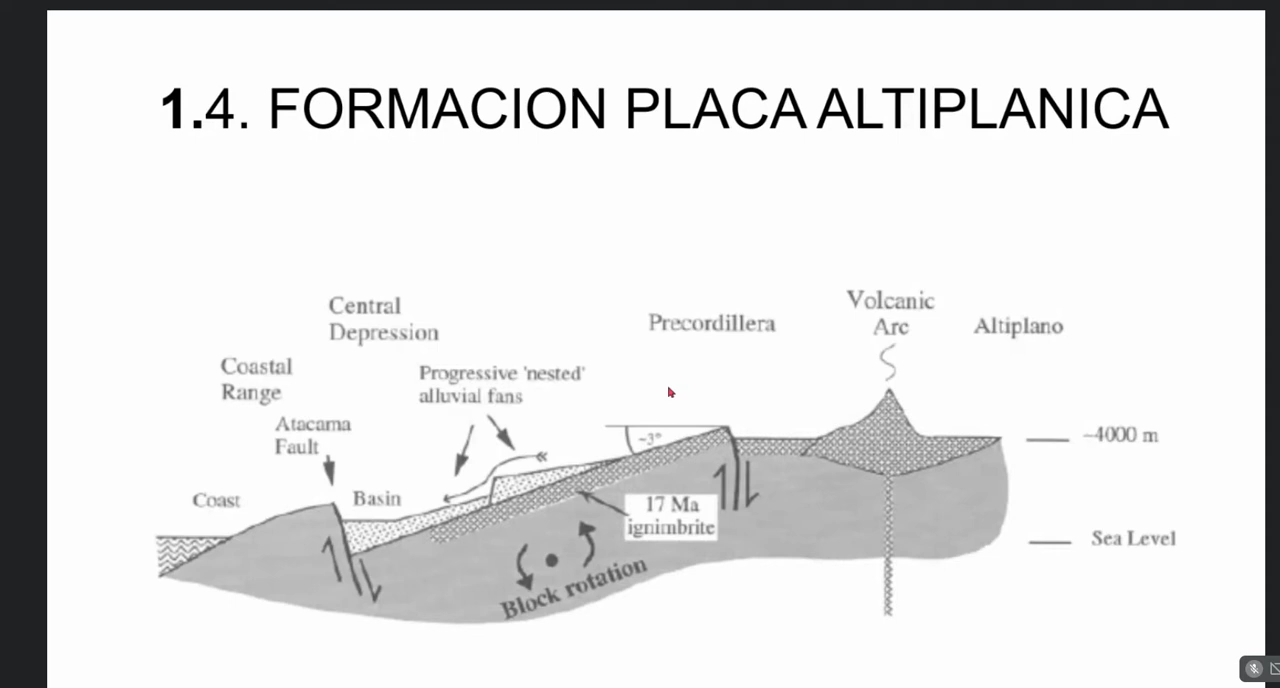 1.4. FORMACION PLACA ALTIPLANICA
Central
Depression
Coastal
Range
Atacama
Fault
Progressive 'nested'
alluvial fans
Precordillera
Volcanic
Arc
Altiplano
~3°
~4000 m
Coast
Basin
17 Ma
ignimbrite
Sea Level
Block rotation